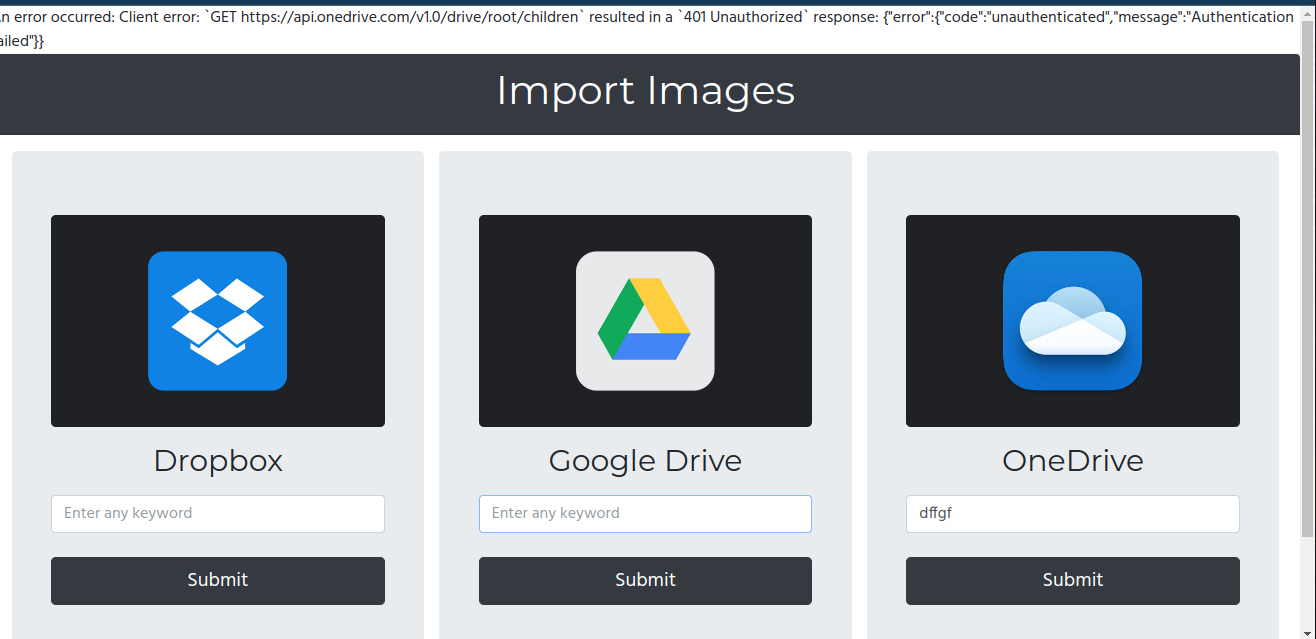 n error occurred: Client error: `GET https://api.onedrive.com/v1.0/drive/root/children` resulted in a `401 Unauthorized` response: {"error":{"code":"unauthenticated","message":"Authentication
ailed"}}
Import Images
Dropbox
Google Drive
OneDrive
Enter any keyword
Enter any keyword
dffgf
Submit
Submit
Submit